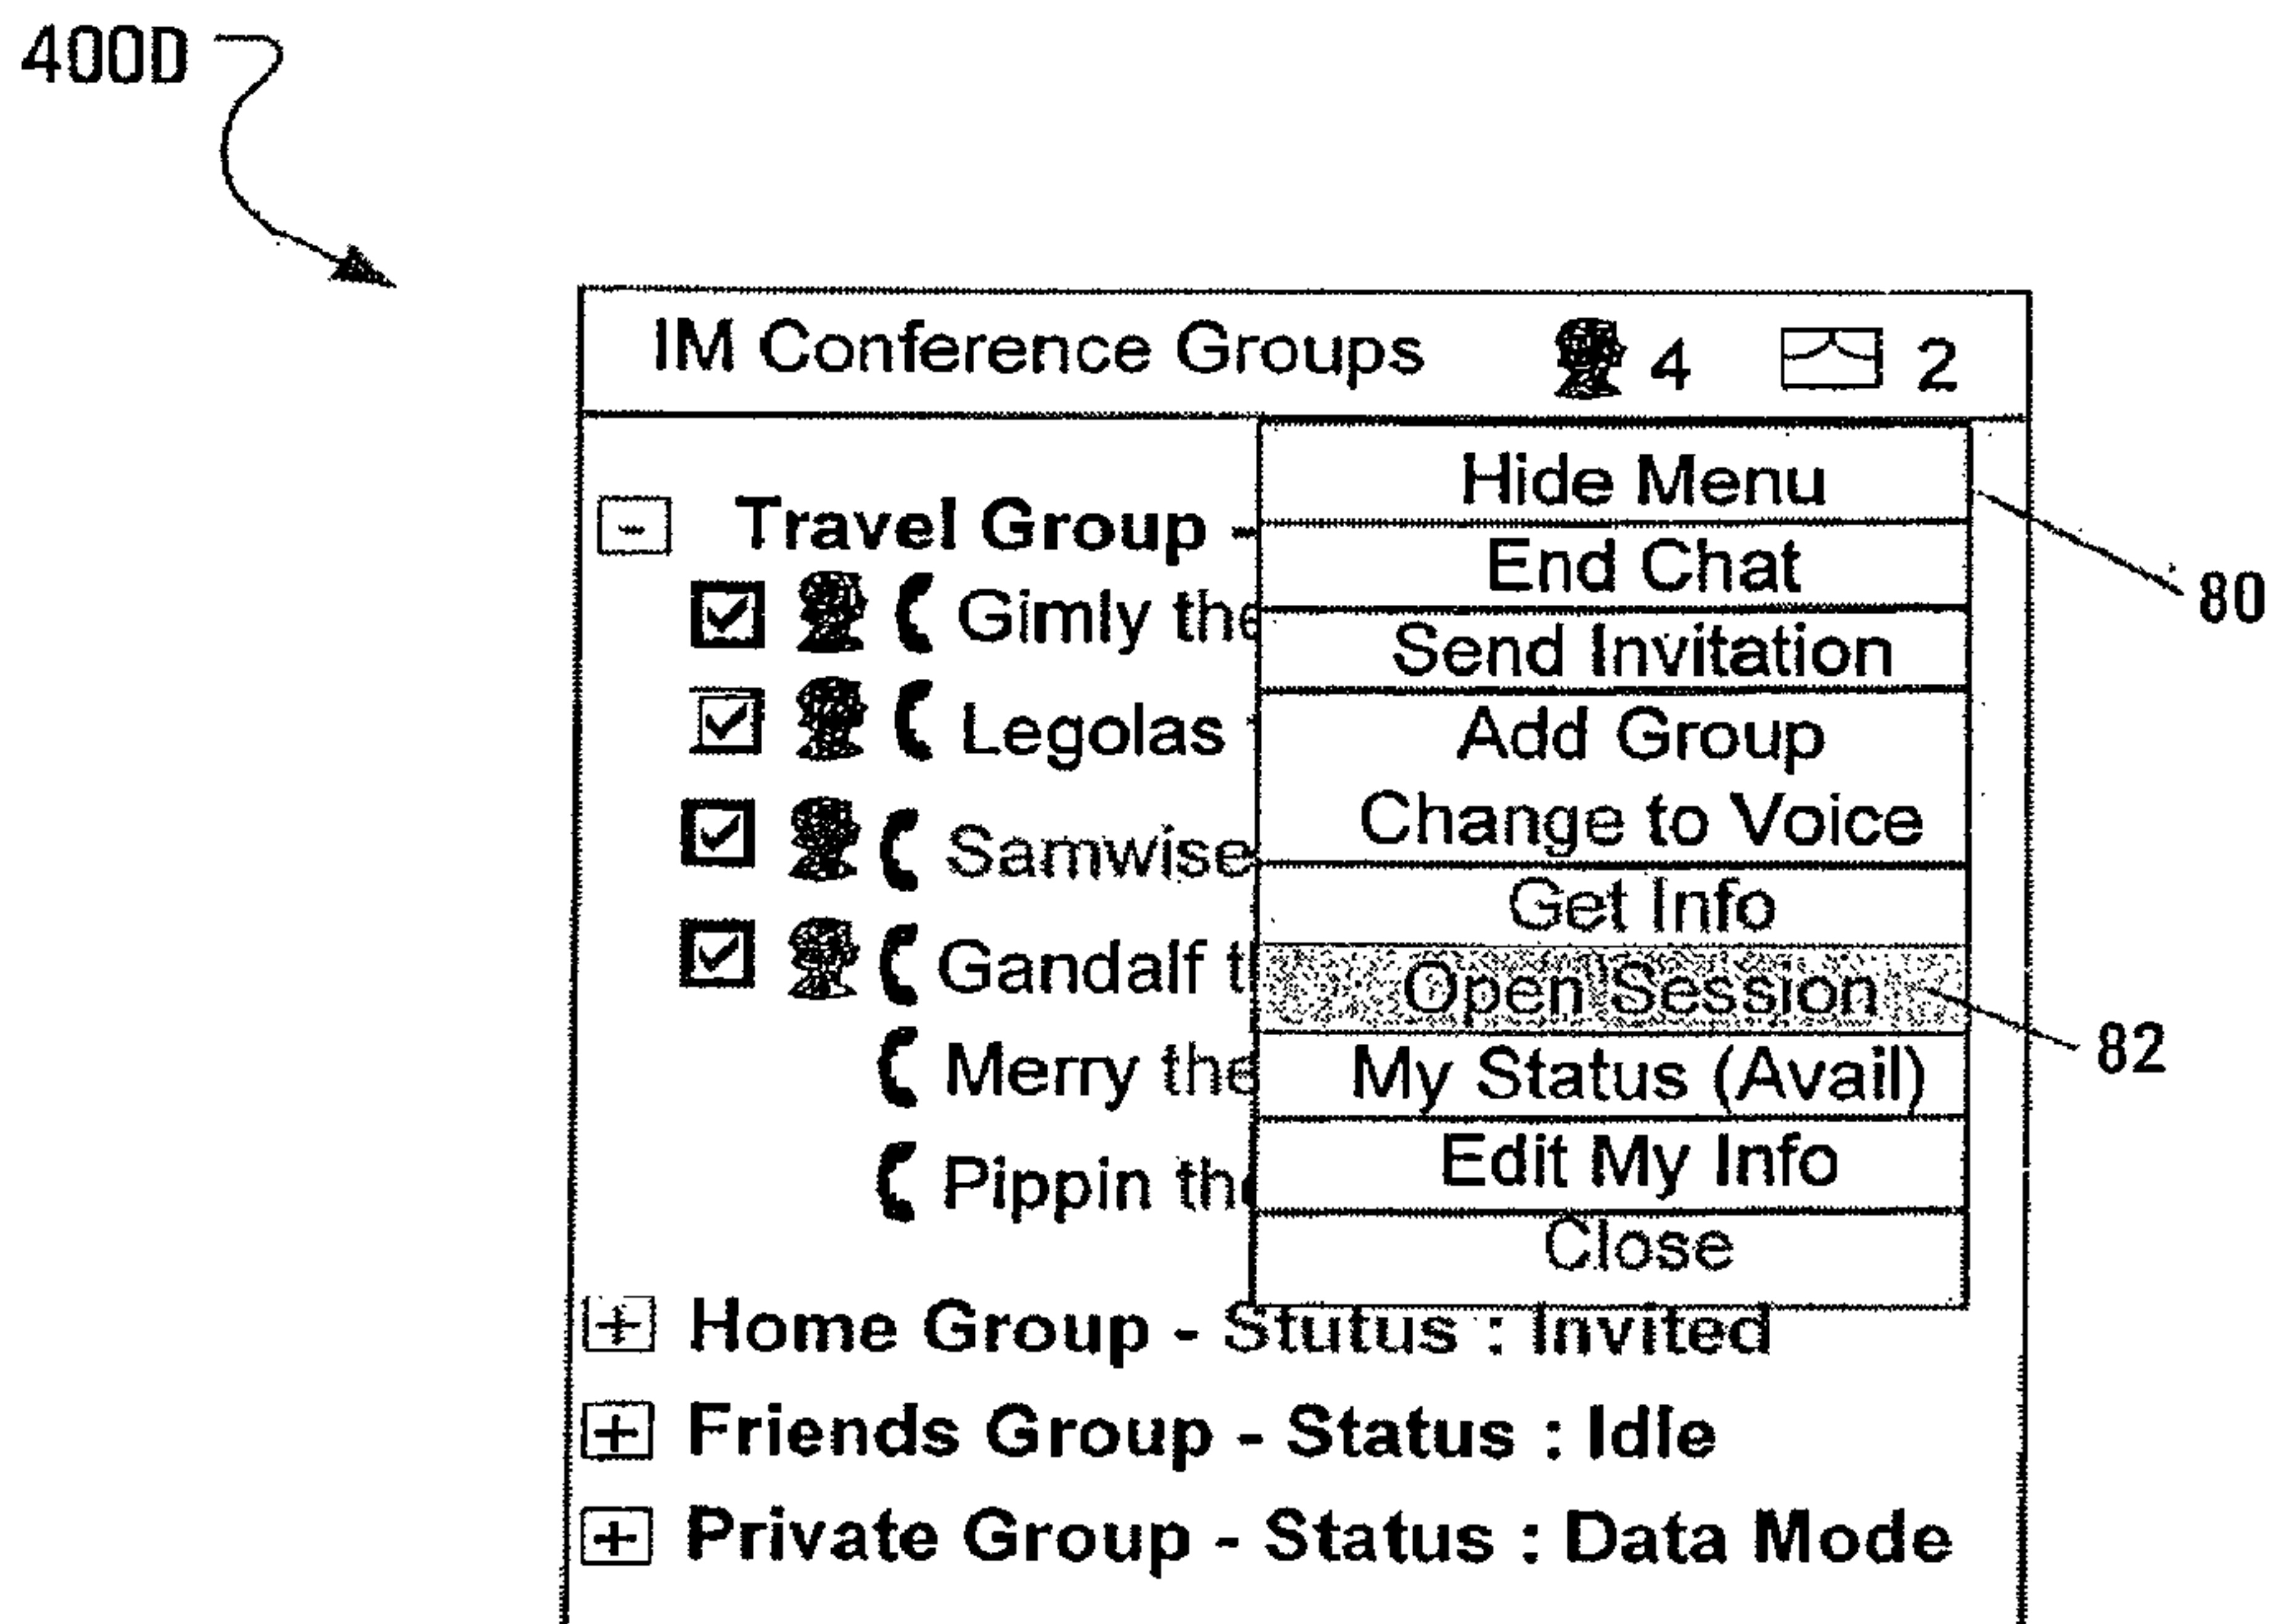 400D
IM Conference Groups 4 2
Hide Menu
80
End Chat
Send Invitation
Add Group
Change to Voice
Get Info
Open Session
82
My Status (Avail)
Edit My Info
Close
- Travel Group -
Gimly the
Legolas
Samwise
Gandalf t
Merry the
Pippin the
+ Home Group - Stutus : Invited
+ Friends Group - Status : Idle
+ Private Group - Status : Data Mode